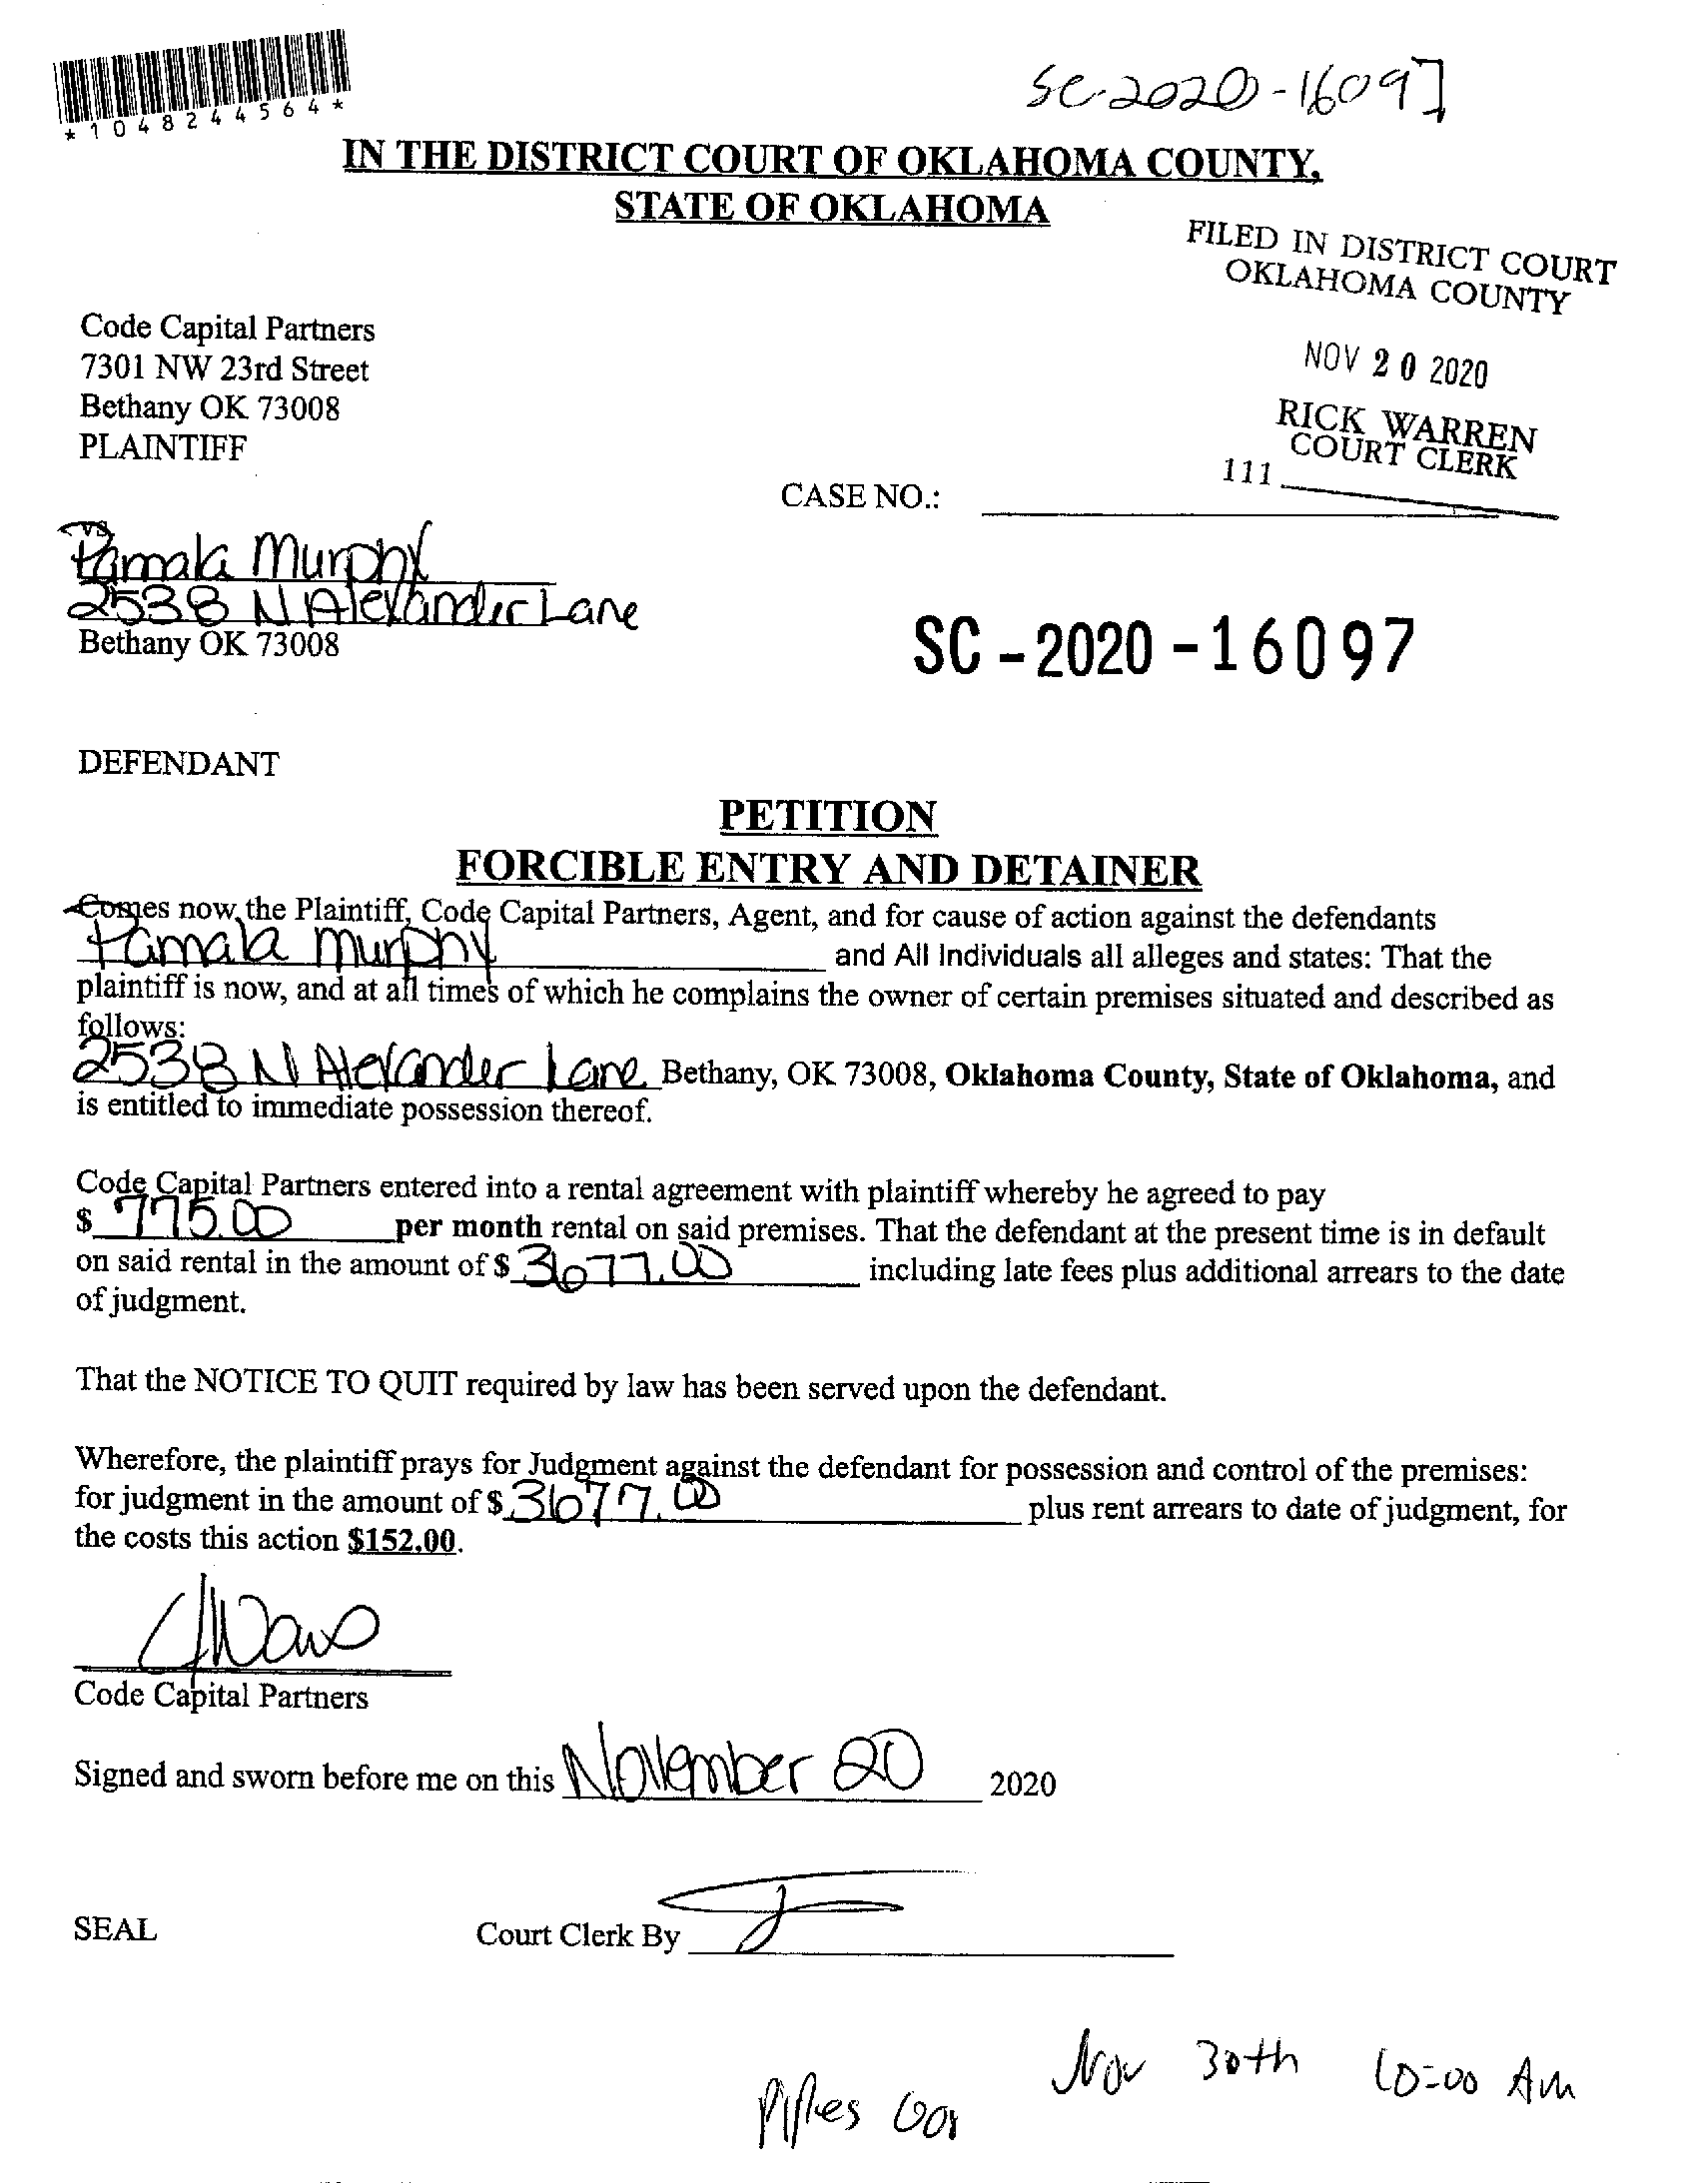 *1048244564*
SC-2020-16097
IN THE DISTRICT COURT OF OKLAHOMA COUNTY,
STATE OF OKLAHOMA
FILED IN DISTRICT COURT
OKLAHOMA COUNTY
NOV 20 2020
RICK WARREN
COURT CLERK
111
Code Capital Partners
7301 NW 23rd Street
Bethany OK 73008
PLAINTIFF
CASE NO.:
vs.
Pamala Murphy
2538 N Alexander Lane
Bethany OK 73008
SC-2020-16097
DEFENDANT
PETITION
FORCIBLE ENTRY AND DETAINER
Comes now, the Plaintiff, Code Capital Partners, Agent, and for cause of action against the defendants
Pamala Murphy and All Individuals all alleges and states: That the
plaintiff is now, and at all times of which he complains the owner of certain premises situated and described as
follows:
2538 N Alexander Lane Bethany, OK 73008, Oklahoma County, State of Oklahoma, and
is entitled to immediate possession thereof.
Code Capital Partners entered into a rental agreement with plaintiff whereby he agreed to pay
$ 775.00 per month rental on said premises. That the defendant at the present time is in default
on said rental in the amount of $ 3677.00 including late fees plus additional arrears to the date
of judgment.
That the NOTICE TO QUIT required by law has been served upon the defendant.
Wherefore, the plaintiff prays for Judgment against the defendant for possession and control of the premises:
for judgment in the amount of $ 3677.00 plus rent arrears to date of judgment, for
the costs this action $152.00.
Code Capital Partners
Signed and sworn before me on this November 20 2020
SEAL Court Clerk By
Nov 30th 10:00 AM